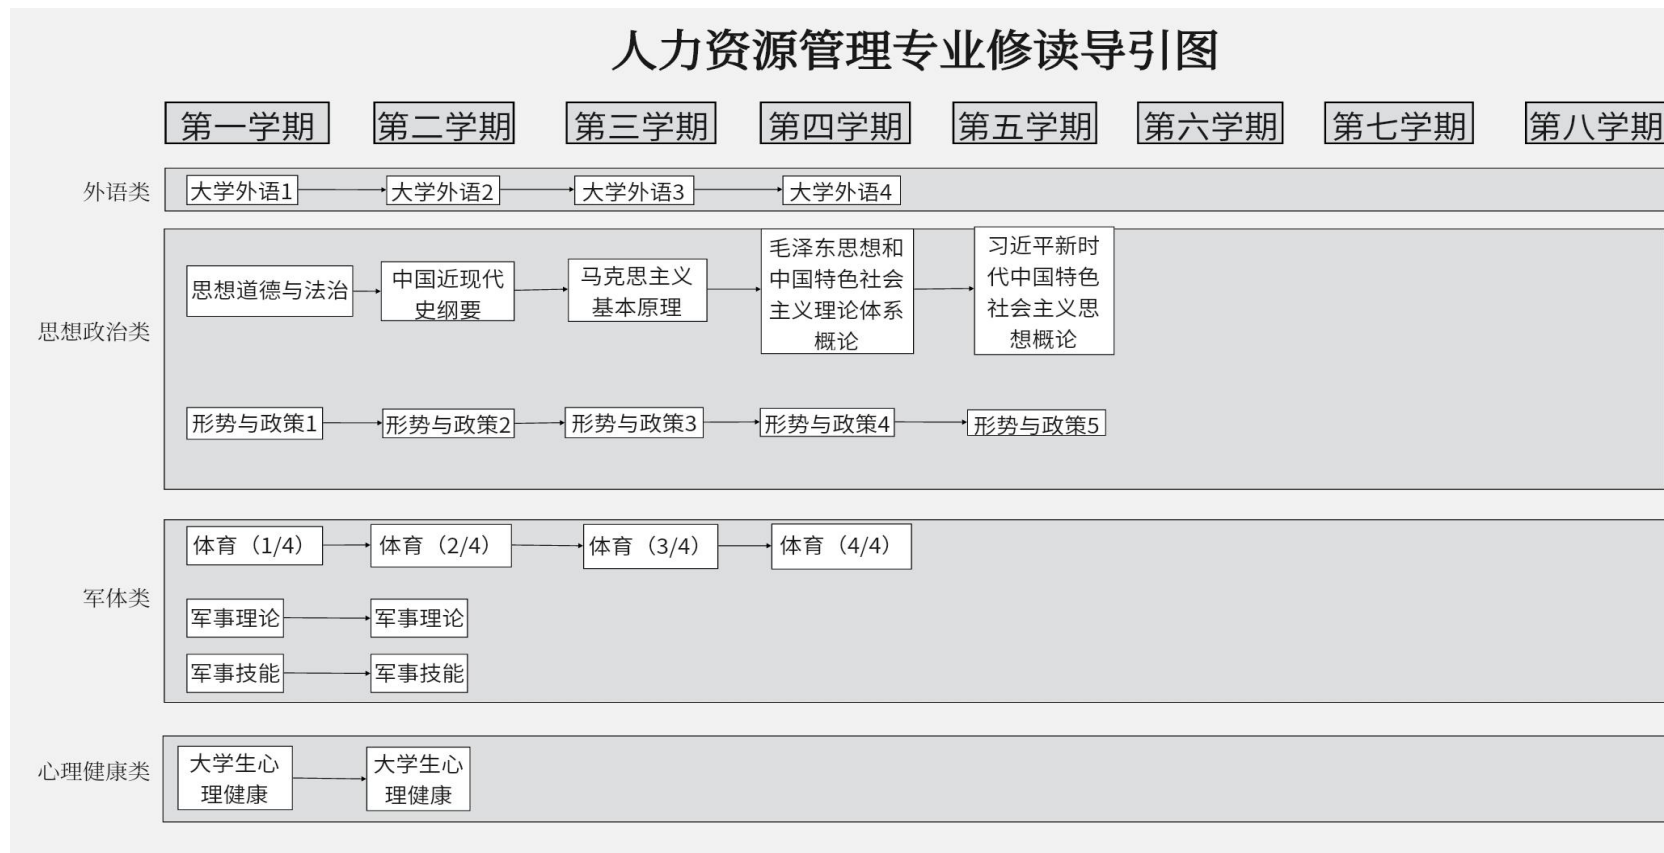 人力资源管理专业修读导引图
第一学期 第二学期 第三学期 第四学期 第五学期 第六学期 第七学期 第八学期
外语类
大学外语1 大学外语2 大学外语3 大学外语4
思想政治类
思想道德与法治
中国近现代
史纲要
马克思主义
基本原理
毛泽东思想和
中国特色社会
主义理论体系
概论
习近平新时
代中国特色
社会主义思
想概论
形势与政策1 形势与政策2 形势与政策3 形势与政策4 形势与政策5
军体类
体育（1/4） 体育（2/4） 体育（3/4） 体育（4/4）
军事理论 军事理论
军事技能 军事技能
心理健康类
大学生心
理健康
大学生心
理健康